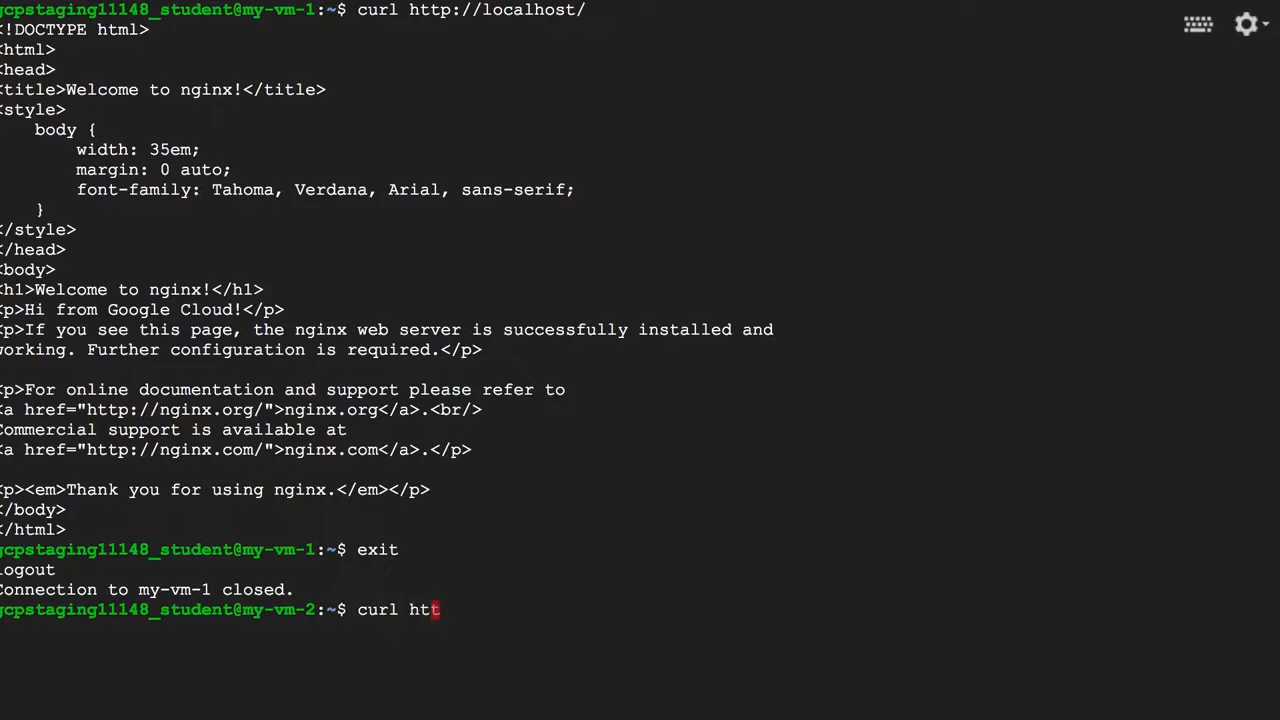 gcpstaging11148_student@my-vm-1:~$ curl http://localhost/
<!DOCTYPE html>
<html>
<head>
<title>Welcome to nginx!</title>
<style>
    body {
        width: 35em;
        margin: 0 auto;
        font-family: Tahoma, Verdana, Arial, sans-serif;
    }
</style>
</head>
<body>
<h1>Welcome to nginx!</h1>
<p>Hi from Google Cloud!</p>
<p>If you see this page, the nginx web server is successfully installed and
working. Further configuration is required.</p>
<p>For online documentation and support please refer to
<a href="http://nginx.org/">nginx.org</a>.<br/>
Commercial support is available at
<a href="http://nginx.com/">nginx.com</a>.</p>
<p><em>Thank you for using nginx.</em></p>
</body>
</html>
gcpstaging11148_student@my-vm-1:~$ exit
logout
Connection to my-vm-1 closed.
gcpstaging11148_student@my-vm-2:~$ curl htt